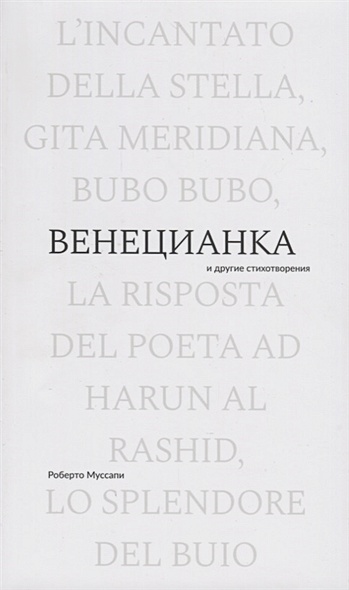 L'INCANTATO
DELLA STELLA,
GITA MERIDIANA,
BUBO BUBO,
ВЕНЕЦИАНКА
и другие стихотворения
LA RISPOSTA
DEL POETA AD
HARUN AL
RASHID,
Роберто Муссапи
LO SPLENDORE
DEL BUIO